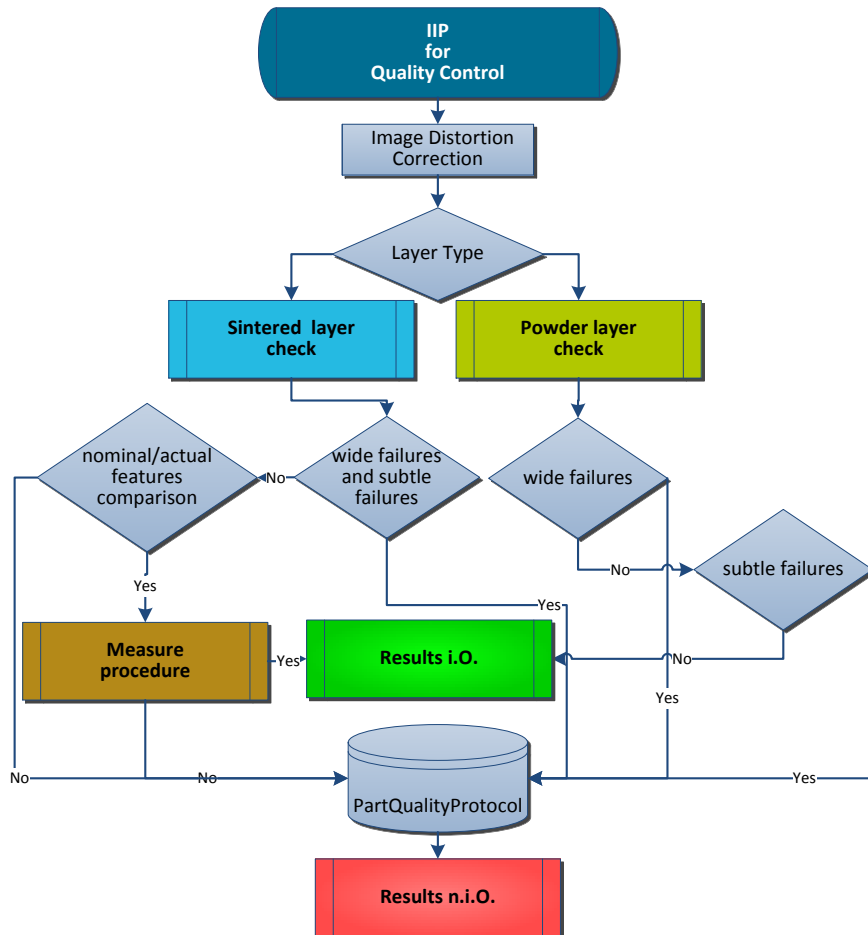 IIP
for
Quality Control
Image Distortion
Correction
Layer Type
Sintered layer
check
Powder layer
check
nominal/actual
features
comparison
No
wide failures
and subtle
failures
wide failures
No
subtle failures
Yes
Yes
Measure
procedure
Yes
Results i.O.
No
Yes
No
No
PartQualityProtocol
Yes
Results n.i.O.